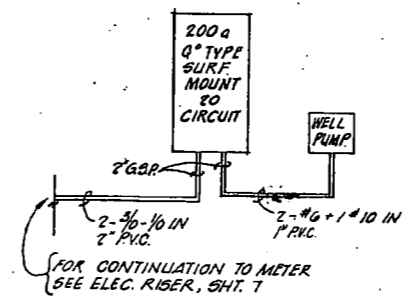 200a
Q° TYPE
SURF.
MOUNT
20
CIRCUIT
WELL
PUMP
2" G.S.P.
2-3/0-1/0 IN
2" P.V.C.
2-#6 + 1 #10 IN
1" P.V.C.
FOR CONTINUATION TO METER
SEE ELEC. RISER, SHT. 7